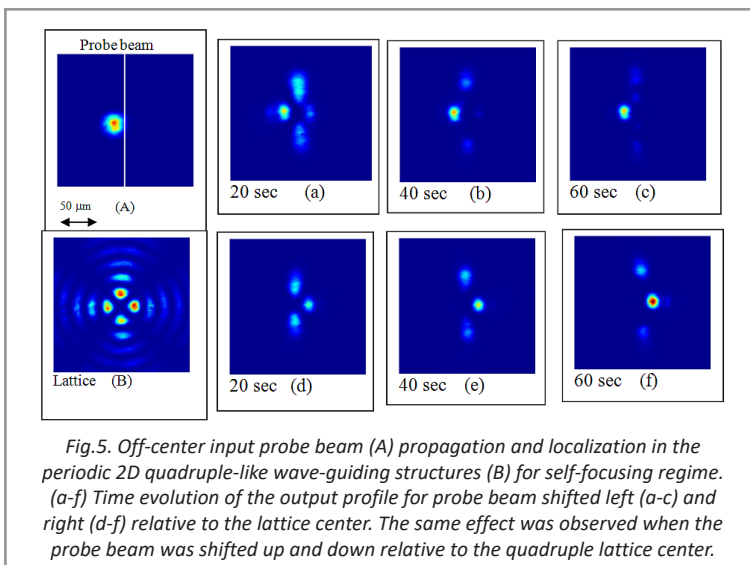 Probe beam
50 μm (A)
20 sec (a)
40 sec (b)
60 sec (c)
Lattice (B)
20 sec (d)
40 sec (e)
60 sec (f)
Fig.5. Off-center input probe beam (A) propagation and localization in the
periodic 2D quadruple-like wave-guiding structures (B) for self-focusing regime.
(a-f) Time evolution of the output profile for probe beam shifted left (a-c) and
right (d-f) relative to the lattice center. The same effect was observed when the
probe beam was shifted up and down relative to the quadruple lattice center.